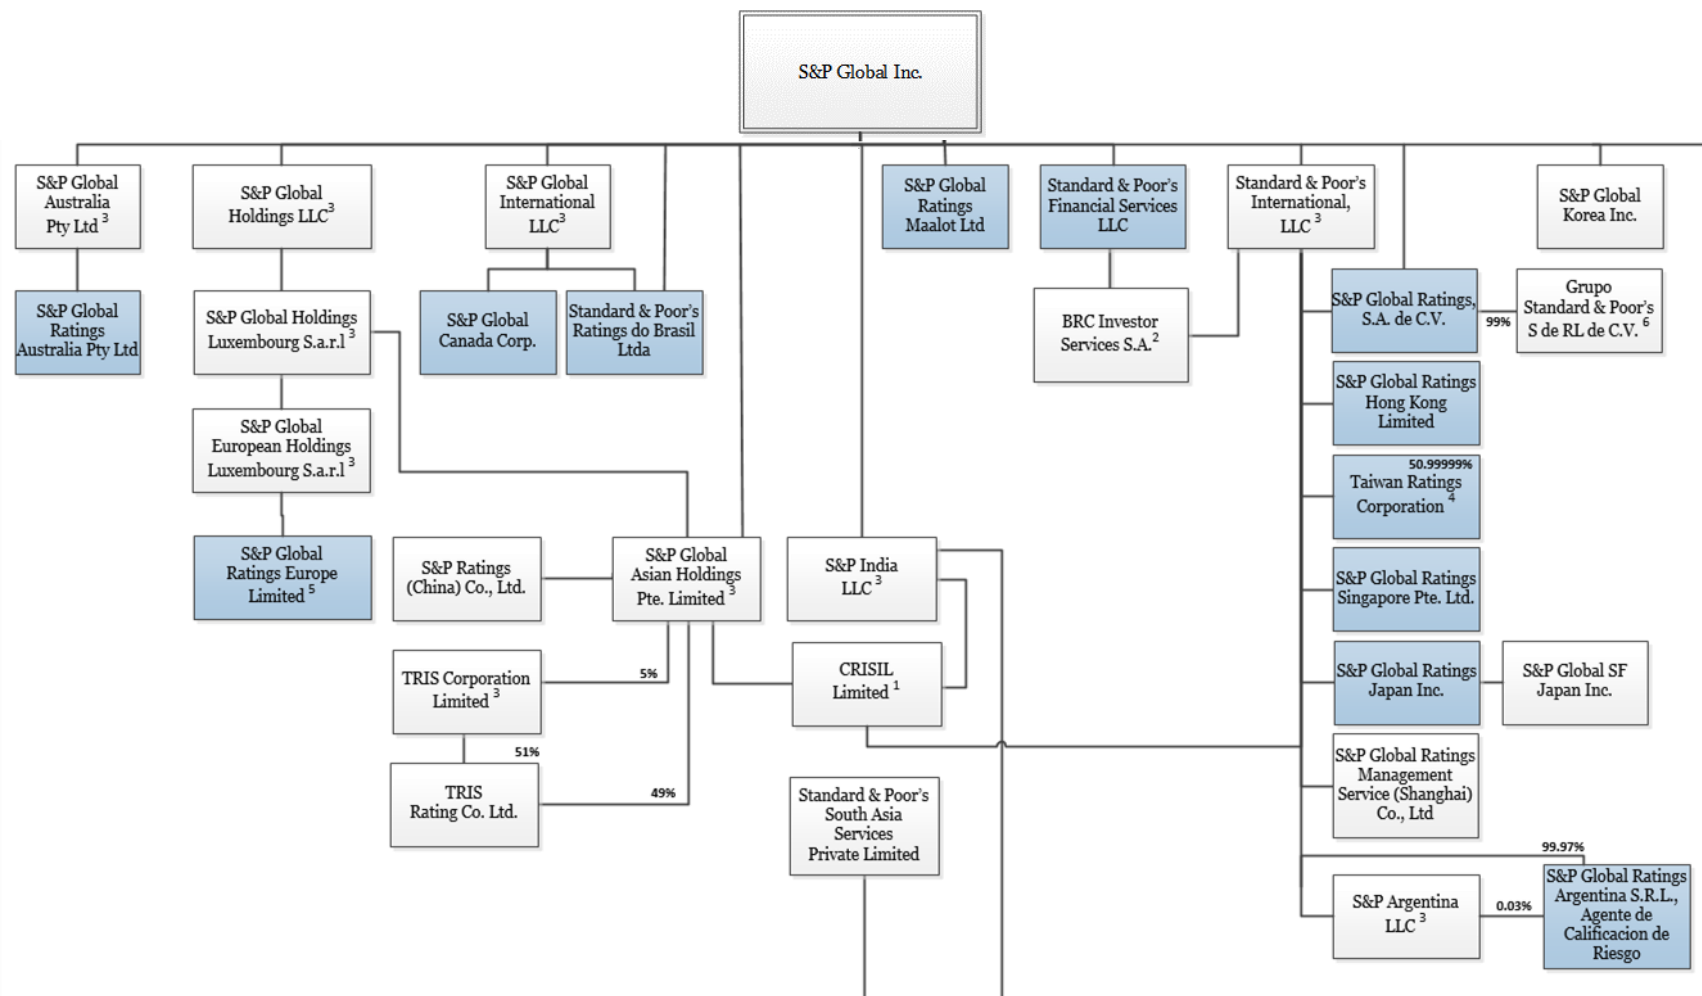 S&P Global Inc.
S&P Global
Australia
Pty Ltd 3
S&P Global
Holdings LLC3
S&P Global
International
LLC3
S&P Global
Ratings
Maalot Ltd
Standard & Poor's
Financial Services
LLC
Standard & Poor's
International,
LLC 3
S&P Global
Korea Inc.
S&P Global
Ratings
Australia Pty Ltd
S&P Global Holdings
Luxembourg S.a.r.l 3
S&P Global
Canada Corp.
Standard & Poor's
Ratings do Brasil
Ltda
BRC Investor
Services S.A.2
S&P Global Ratings,
S.A. de C.V.
99%
Grupo
Standard & Poor's
S de RL de C.V. 6
S&P Global Ratings
Hong Kong
Limited
S&P Global
European Holdings
Luxembourg S.a.r.l 3
50.99999%
Taiwan Ratings
Corporation 4
S&P Global
Ratings Europe
Limited 5
S&P Ratings
(China) Co., Ltd.
S&P Global
Asian Holdings
Pte. Limited 3
S&P India
LLC 3
S&P Global Ratings
Singapore Pte. Ltd.
TRIS Corporation
Limited 3
5%
CRISIL
Limited 1
S&P Global Ratings
Japan Inc.
S&P Global SF
Japan Inc.
51%
TRIS
Rating Co. Ltd.
49%
Standard & Poor's
South Asia
Services
Private Limited
S&P Global Ratings
Management
Service (Shanghai)
Co., Ltd
99.97%
S&P Argentina
LLC 3
0.03%
S&P Global Ratings
Argentina S.R.L.,
Agente de
Calificacion de
Riesgo